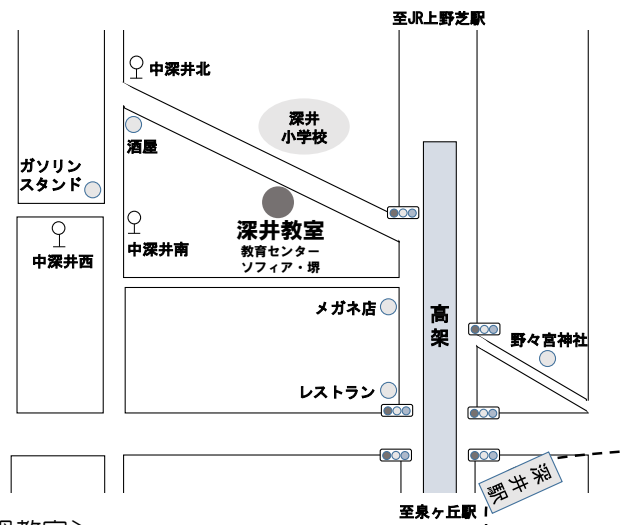 至JR上野芝駅
中深井北
深井
小学校
酒屋
ガソリン
スタンド
中深井南
深井教室
教育センター
ソフィア・堺
中深井西
メガネ店
高架
野々宮神社
レストラン
深井駅
至泉ヶ丘駅